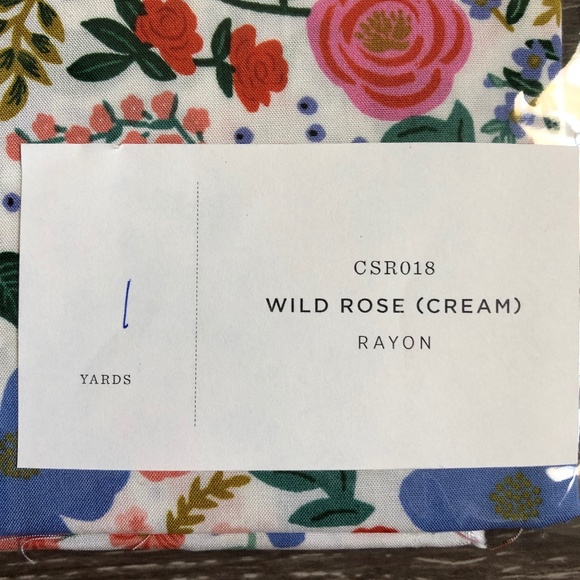 1
YARDS
CSR018
WILD ROSE (CREAM)
RAYON